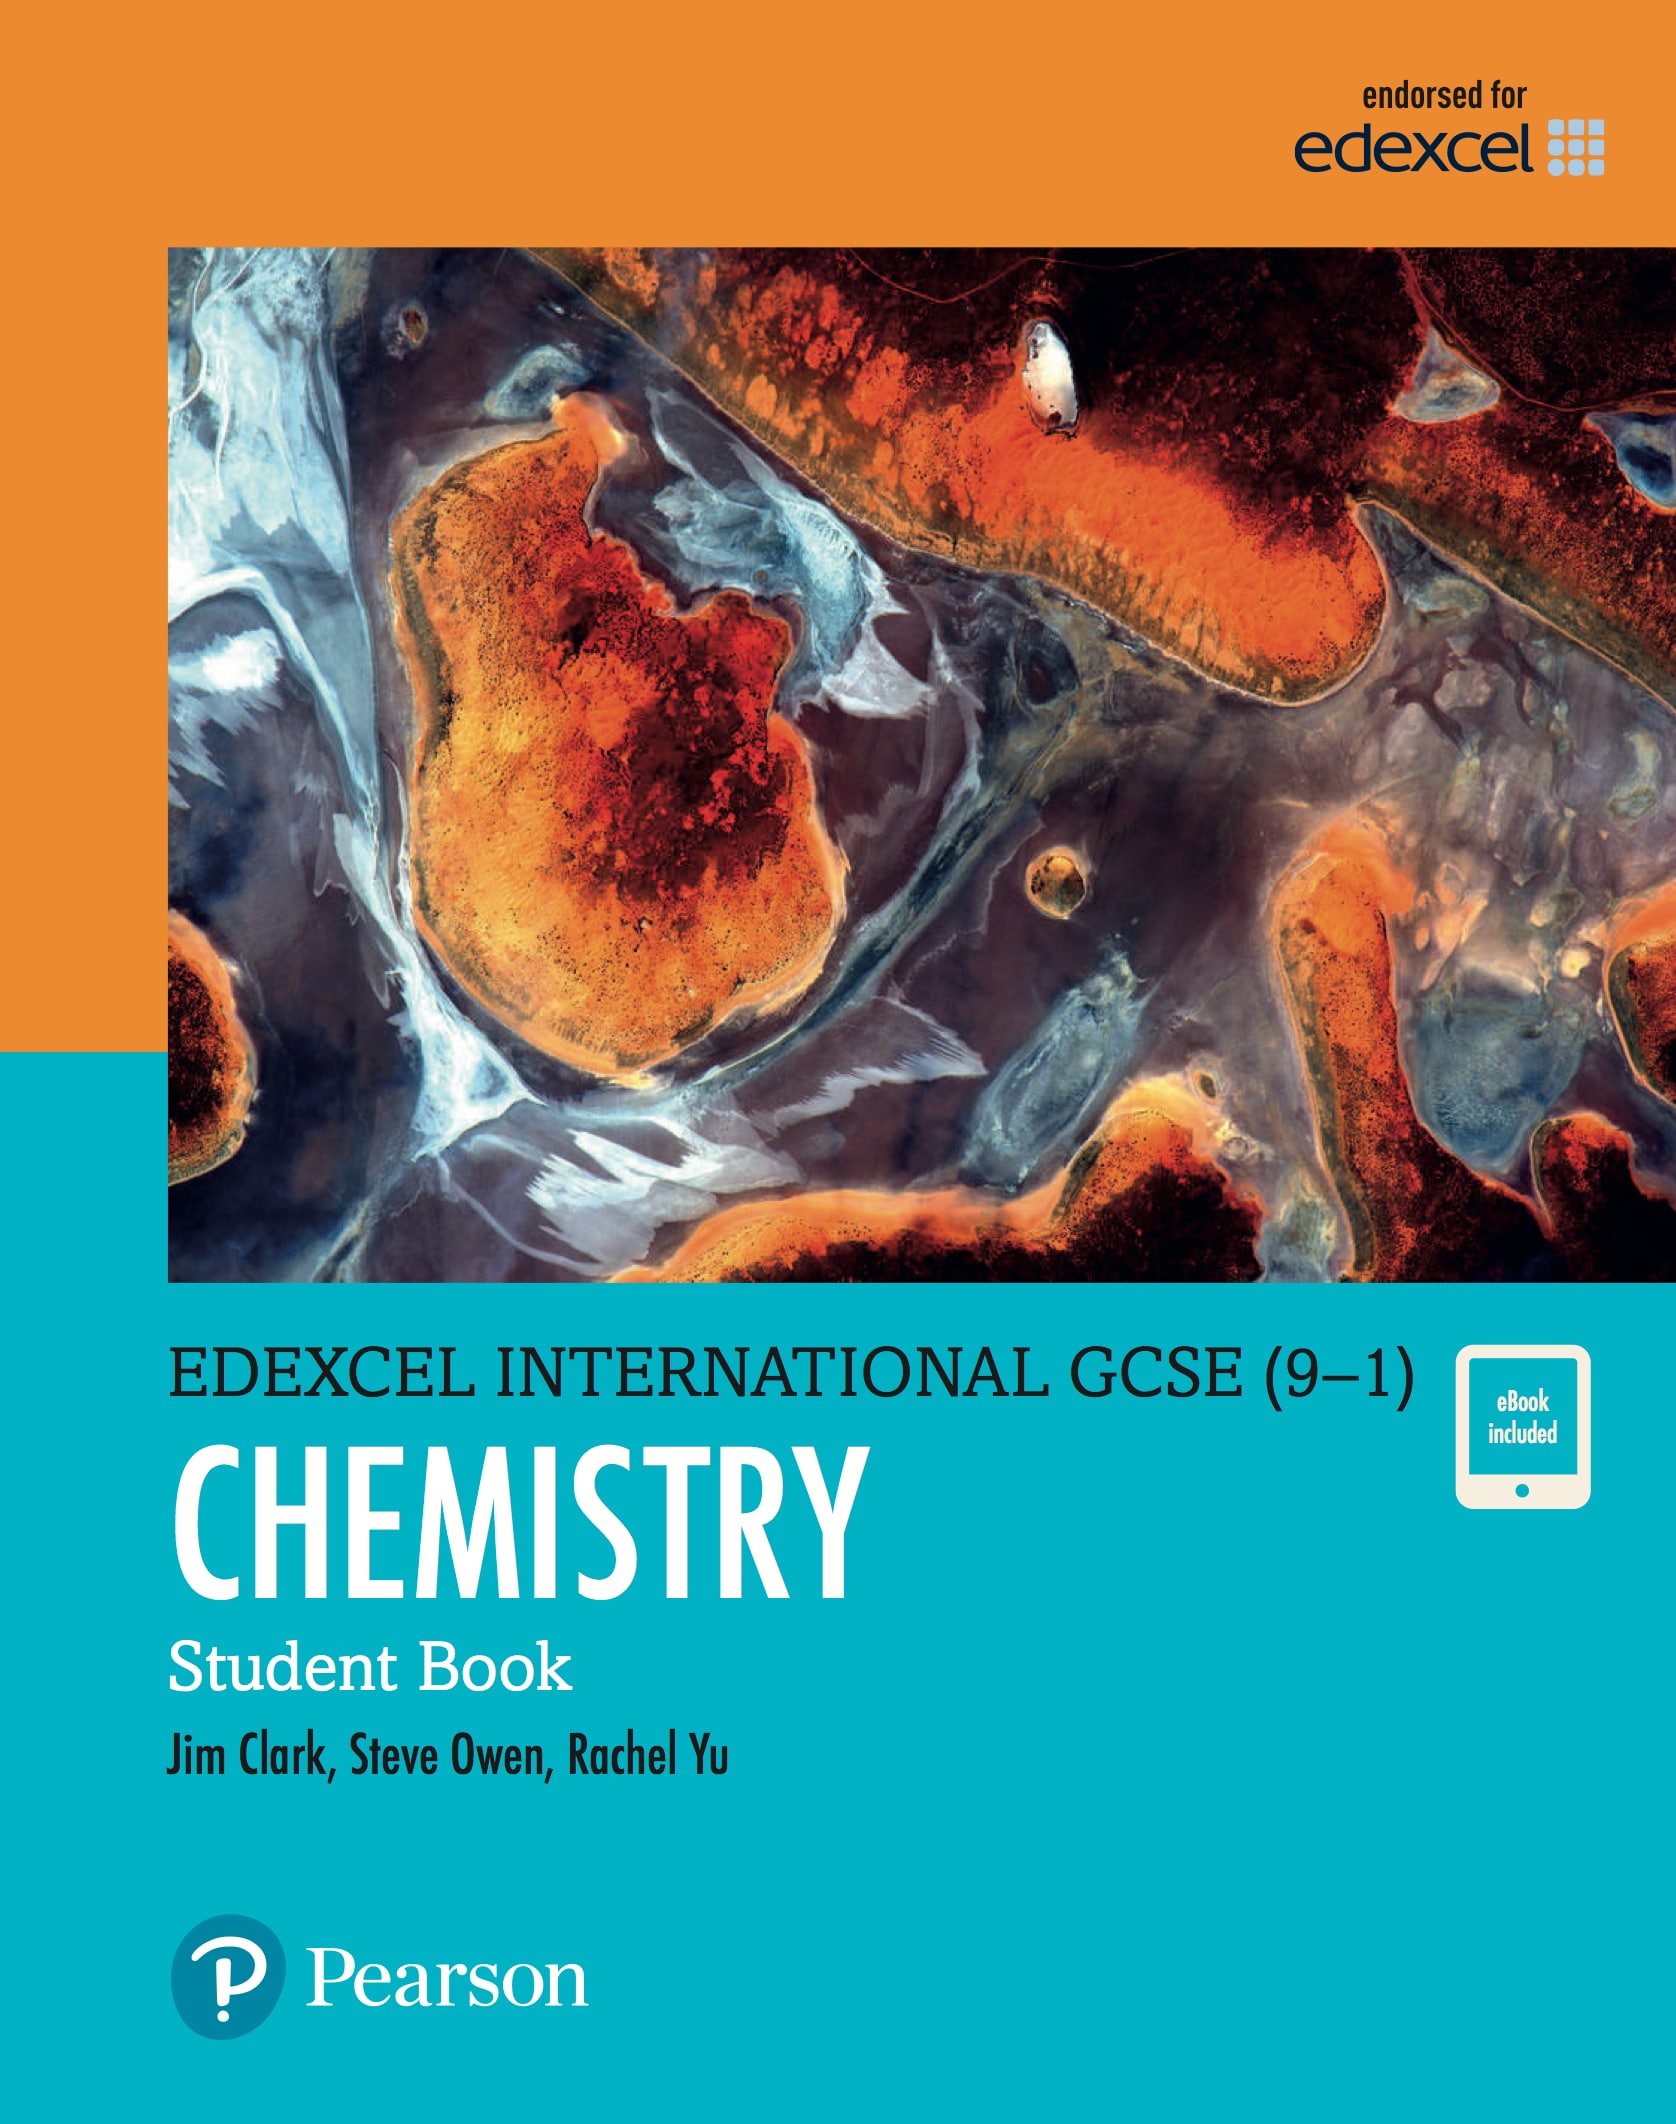 endorsed for
edexcel
EDEXCEL INTERNATIONAL GCSE (9–1)
eBook
included
CHEMISTRY
Student Book
Jim Clark, Steve Owen, Rachel Yu
Pearson